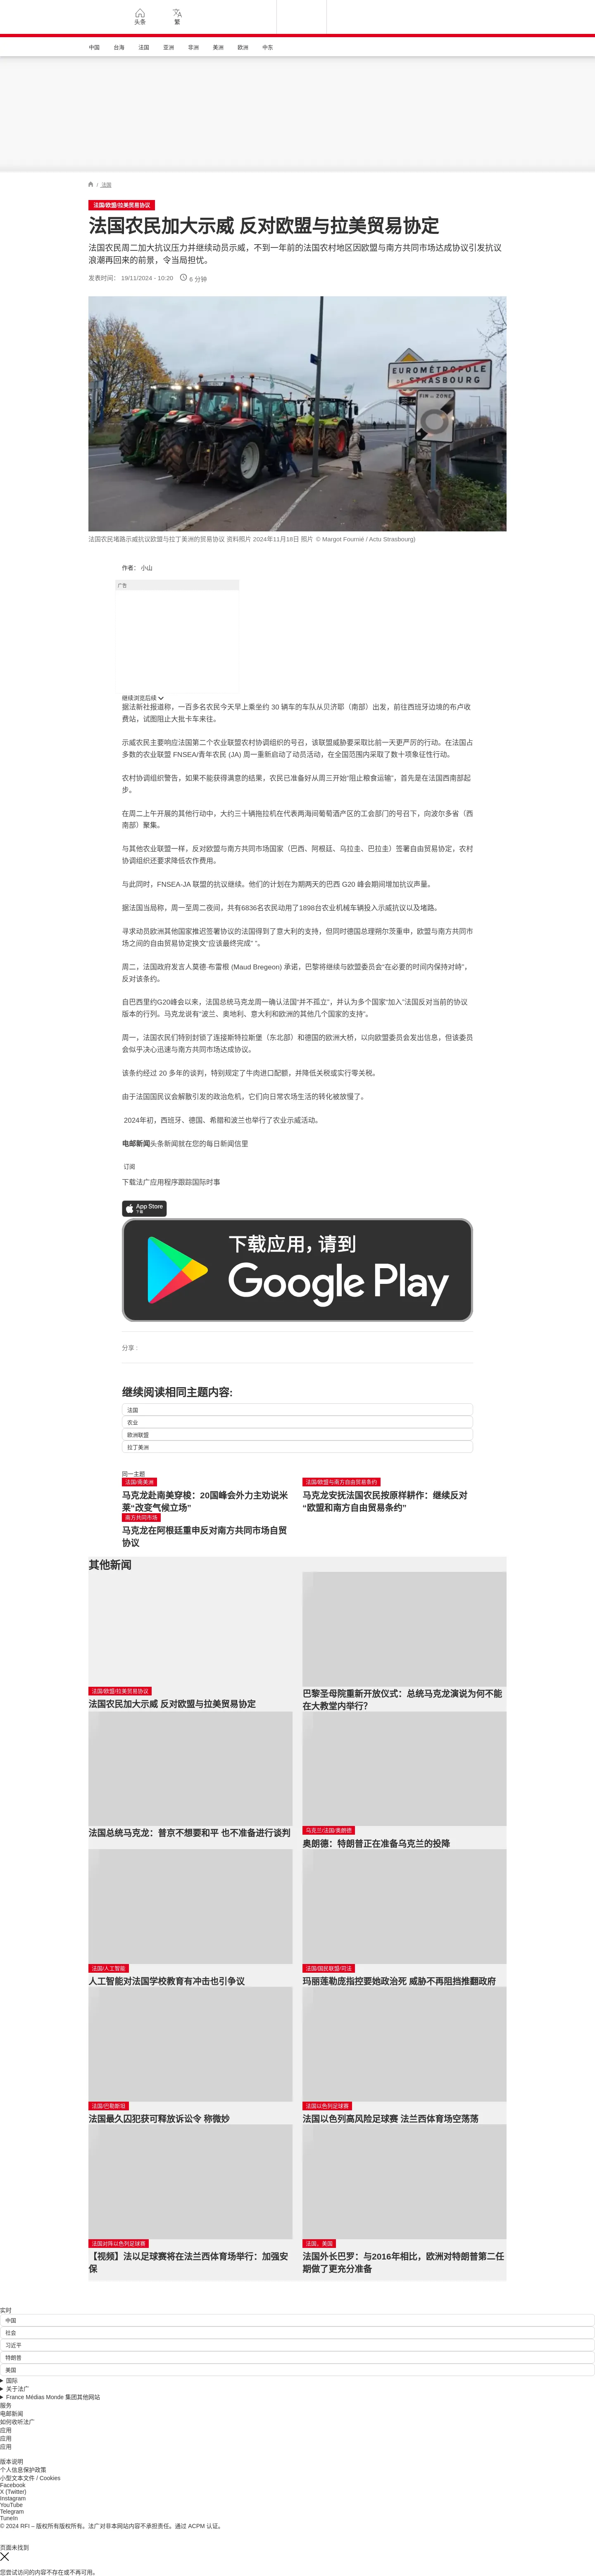 头条
繁
中国
台海
法国
亚洲
非洲
美洲
欧洲
中东
/ 法国
法国/欧盟/拉美贸易协议
法国农民加大示威 反对欧盟与拉美贸易协定
法国农民周二加大抗议压力并继续动员示威，不到一年前的法国农村地区因欧盟与南方共同市场达成协议引发抗议
浪潮再回来的前景，令当局担忧。
发表时间： 19/11/2024 - 10:20
6 分钟
EUROMÉTROPOLE
DE STRASBOURG
FIN DE ZONE
法国农民堵路示威抗议欧盟与拉丁美洲的贸易协议 资料照片 2024年11月18日 照片 © Margot Fournié / Actu Strasbourg)
作者： 小山
广告
继续浏览后续
据法新社报道称，一百多名农民今天早上乘坐约 30 辆车的车队从贝济耶（南部）出发，前往西班牙边境的布卢收
费站，试图阻止大批卡车来往。
示威农民主要响应法国第二个农业联盟农村协调组织的号召，该联盟威胁要采取比前一天更严厉的行动。在法国占
多数的农业联盟 FNSEA/青年农民 (JA) 周一重新启动了动员活动，在全国范围内采取了数十项象征性行动。
农村协调组织警告，如果不能获得满意的结果，农民已准备好从周三开始“阻止粮食运输”，首先是在法国西南部起
步。
在周二上午开展的其他行动中，大约三十辆拖拉机在代表两海间葡萄酒产区的工会部门的号召下，向波尔多省（西
南部）聚集。
与其他农业联盟一样，反对欧盟与南方共同市场国家（巴西、阿根廷、乌拉圭、巴拉圭）签署自由贸易协定，农村
协调组织还要求降低农作费用。
与此同时，FNSEA-JA 联盟的抗议继续。他们的计划在为期两天的巴西 G20 峰会期间增加抗议声量。
据法国当局称，周一至周二夜间，共有6836名农民动用了1898台农业机械车辆投入示威抗议以及堵路。
寻求动员欧洲其他国家推迟签署协议的法国得到了意大利的支持，但同时德国总理朔尔茨重申，欧盟与南方共同市
场之间的自由贸易协定换文“应该最终完成” “。
周二，法国政府发言人莫德·布雷根 (Maud Bregeon) 承诺，巴黎将继续与欧盟委员会“在必要的时间内保持对峙”，
反对该条约。
自巴西里约G20峰会以来，法国总统马克龙周一确认法国“并不孤立”，并认为多个国家“加入”法国反对当前的协议
版本的行列。马克龙说有“波兰、奥地利、意大利和欧洲的其他几个国家的支持”。
周一，法国农民们特别封锁了连接斯特拉斯堡（东北部）和德国的欧洲大桥，以向欧盟委员会发出信息，但该委员
会似乎决心迅速与南方共同市场达成协议。
该条约经过 20 多年的谈判，特别规定了牛肉进口配额，并降低关税或实行零关税。
由于法国国民议会解散引发的政治危机，它们向日常农场生活的转化被放慢了。
2024年初，西班牙、德国、希腊和波兰也举行了农业示威活动。
电邮新闻头条新闻就在您的每日新闻信里
订阅
下载法广应用程序跟踪国际时事
App Store
下载
下载应用，请到
Google Play
分享 :
继续阅读相同主题内容:
法国
农业
欧洲联盟
拉丁美洲
同一主题
法国/南美洲
马克龙赴南美穿梭：20国峰会外力主劝说米
莱“改变气候立场”
法国/欧盟与南方自由贸易条约
马克龙安抚法国农民按原样耕作：继续反对
“欧盟和南方自由贸易条约”
南方共同市场
马克龙在阿根廷重申反对南方共同市场自贸
协议
其他新闻
法国/欧盟/拉美贸易协议
法国农民加大示威 反对欧盟与拉美贸易协定
巴黎圣母院重新开放仪式：总统马克龙演说为何不能
在大教堂内举行？
法国总统马克龙：普京不想要和平 也不准备进行谈判
乌克兰/法国/奥朗德
奥朗德：特朗普正在准备乌克兰的投降
法国/人工智能
人工智能对法国学校教育有冲击也引争议
法国/国民联盟/司法
玛丽莲勒庞指控要她政治死 威胁不再阻挡推翻政府
法国/巴勒斯坦
法国最久囚犯获可释放诉讼令 称微妙
法国以色列足球赛
法国以色列高风险足球赛 法兰西体育场空荡荡
法国对阵以色列足球赛
【视频】法以足球赛将在法兰西体育场举行：加强安
保
法国、美国
法国外长巴罗：与2016年相比，欧洲对特朗普第二任
期做了更充分准备
实时
中国
社会
习近平
特朗普
美国
国际
关于法广
France Médias Monde 集团其他网站
服务
电邮新闻
如何收听法广
应用
应用
应用
版本说明
个人信息保护政策
小型文本文件 / Cookies
Facebook
X (Twitter)
Instagram
YouTube
Telegram
TuneIn
© 2024 RFI – 版权所有版权所有。法广对非本网站内容不承担责任。通过 ACPM 认证。
页面未找到
您尝试访问的内容不存在或不再可用。